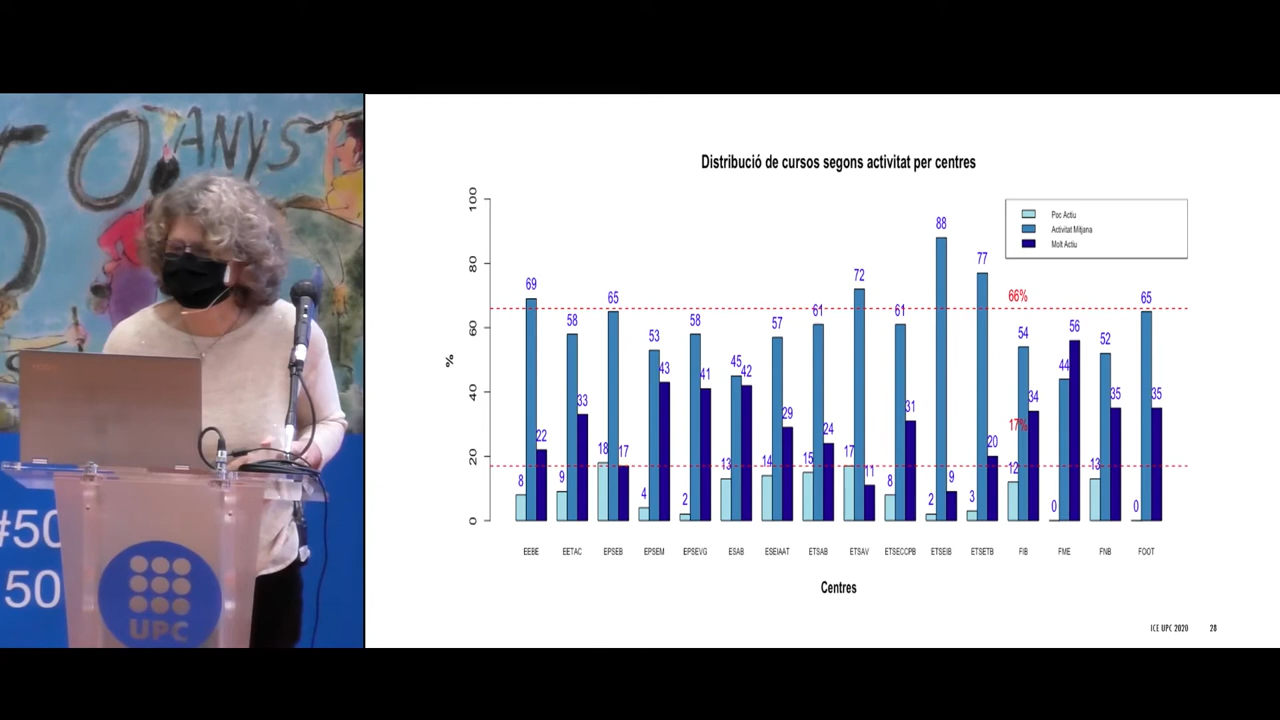 50 ANYS
#50
50
UPC
Distribució de cursos segons activitat per centres
Poc Actiu
Activitat Mitjana
Molt Actiu
%
100
80
60
40
20
0
66%
17%
8 69 22
9 58 33
18 65 17
4 53 43
2 58 41
13 45 42
14 57 29
15 61 24
17 72 11
8 61 31
2 88 9
3 77 20
12 54 34
0 44 56
13 52 35
0 65 35
EEBE EETAC EPSEB EPSEM EPSEVG ESAB ESEIAAT ETSAB ETSAV ETSECCPB ETSEIB ETSETB FIB FME FNB FOOT
Centres
ICE UPC 2020 28